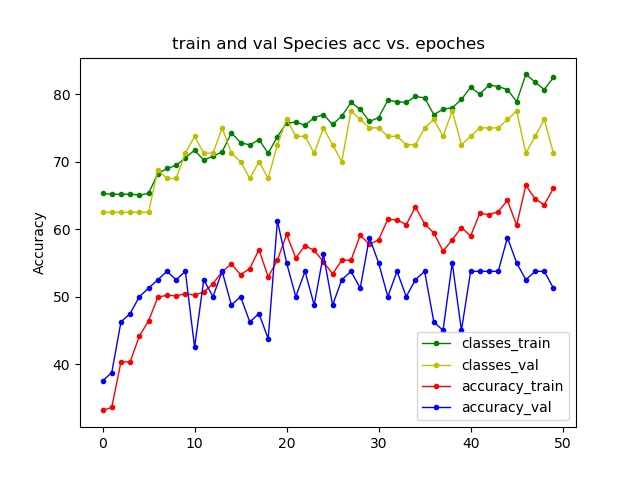 train and val Species acc vs. epoches
Accuracy
80
70
60
50
40
0 10 20 30 40 50
classes_train
classes_val
accuracy_train
accuracy_val